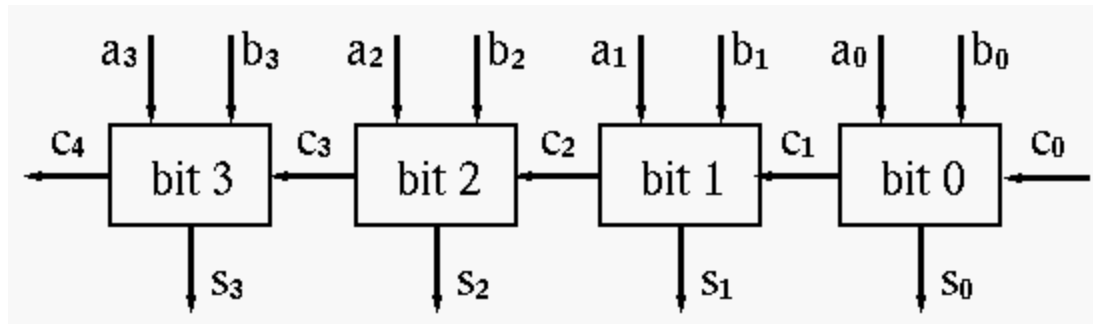 a₃ b₃ a₂ b₂ a₁ b₁ a₀ b₀
c₄ c₃ c₂ c₁ c₀
bit 3 bit 2 bit 1 bit 0
s₃ s₂ s₁ s₀